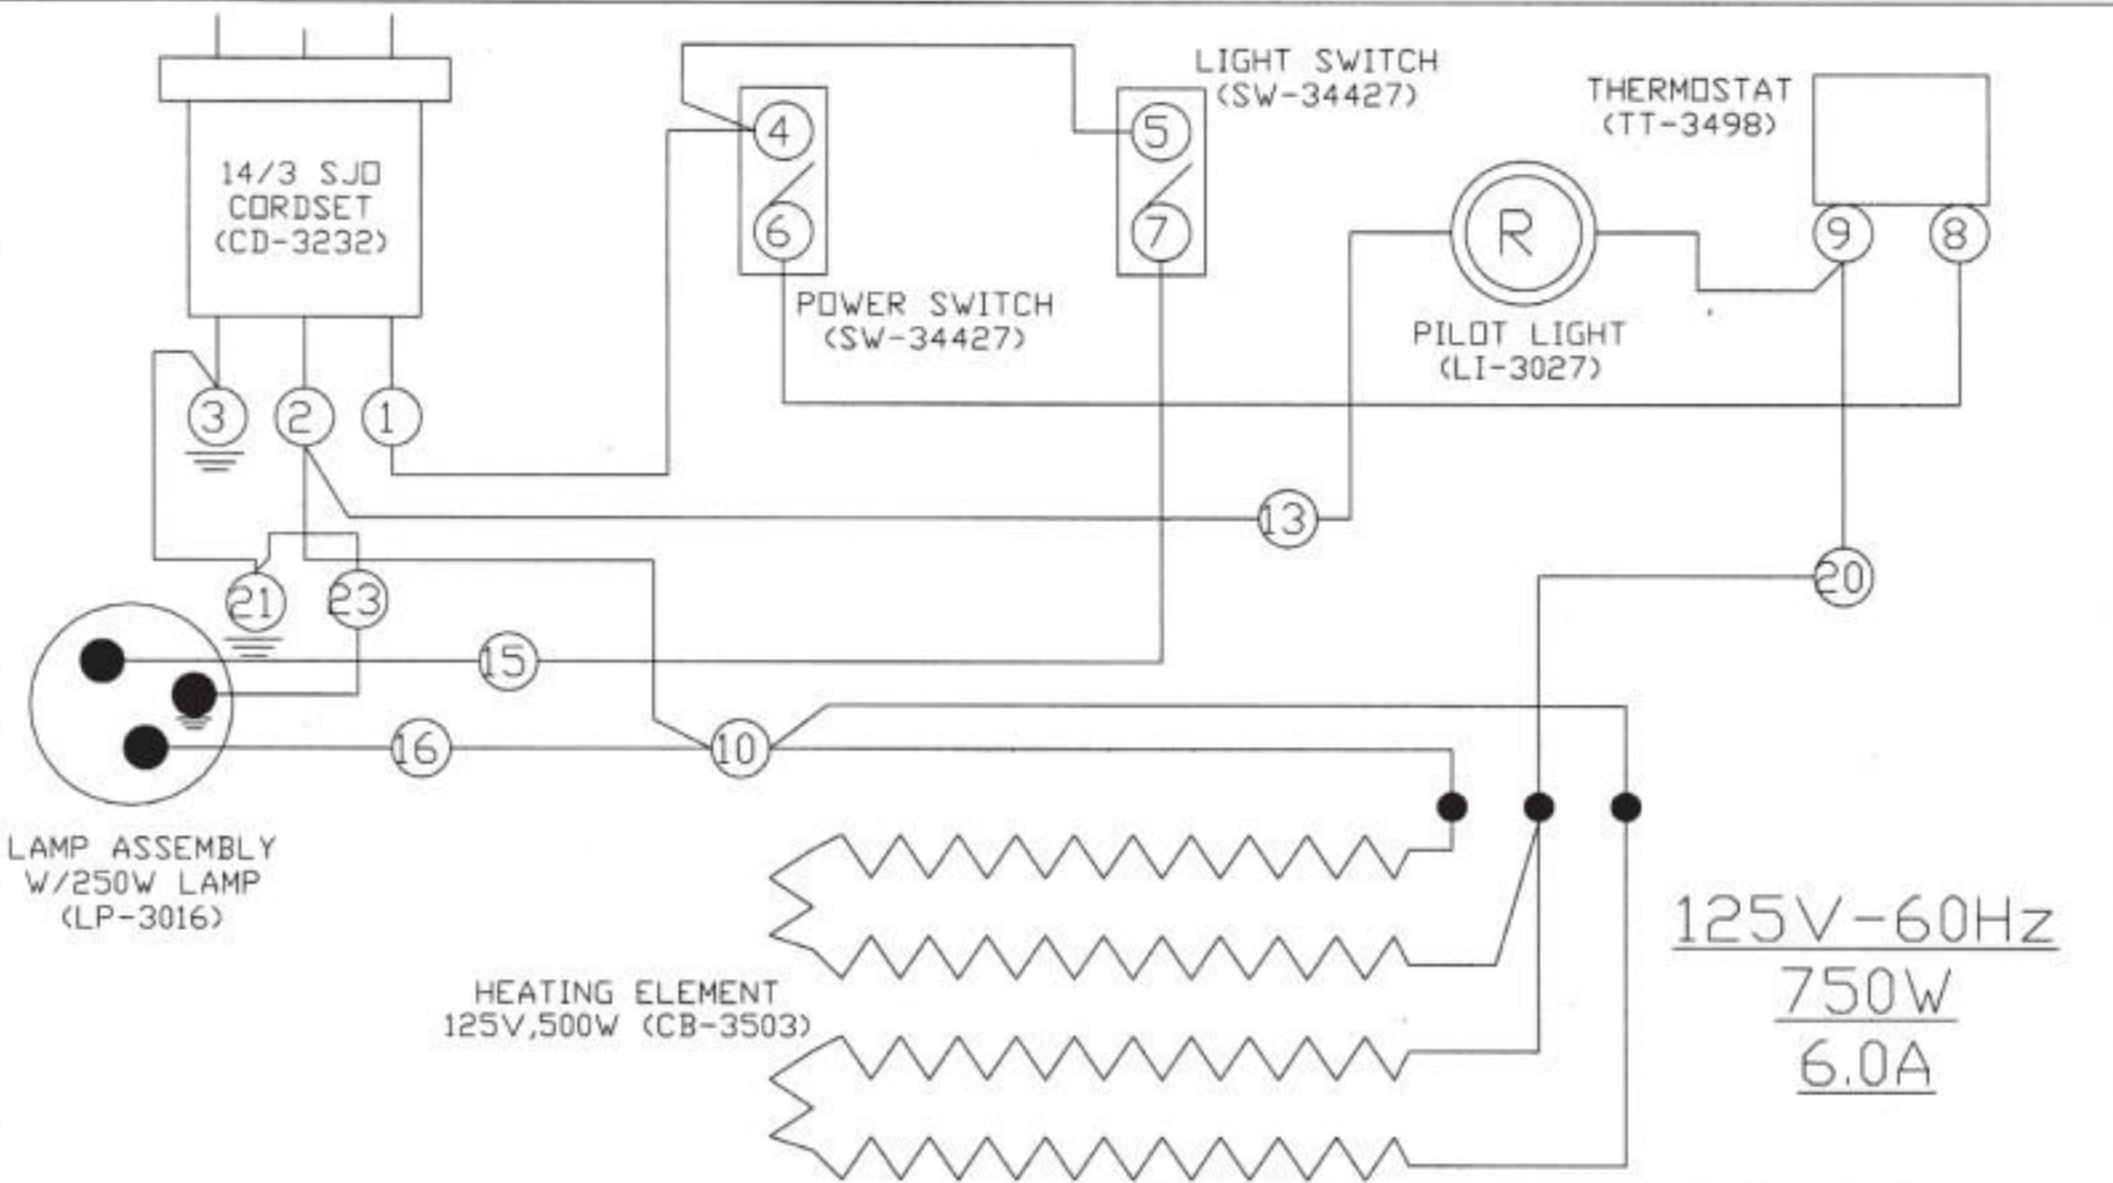 14/3 SJO
CORDSET
(CD-3232)
3
2
1
4
6
POWER SWITCH
(SW-34427)
5
7
LIGHT SWITCH
(SW-34427)
R
PILOT LIGHT
(LI-3027)
THERMOSTAT
(TT-3498)
9
8
13
20
21
23
15
16
10
LAMP ASSEMBLY
W/250W LAMP
(LP-3016)
HEATING ELEMENT
125V,500W (CB-3503)
125V-60Hz
750W
6.0A